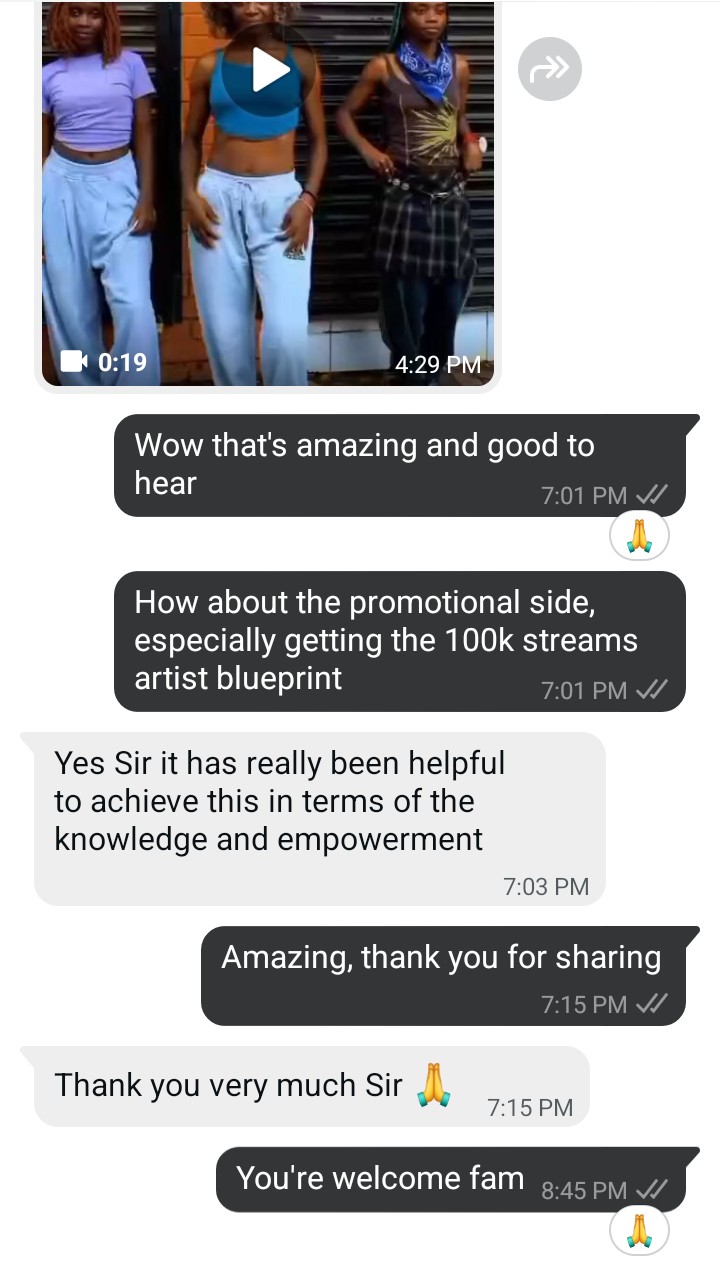 0:19
4:29 PM
Wow that's amazing and good to
hear
7:01 PM
🙏
How about the promotional side,
especially getting the 100k streams
artist blueprint
7:01 PM
Yes Sir it has really been helpful
to achieve this in terms of the
knowledge and empowerment
7:03 PM
Amazing, thank you for sharing
7:15 PM
Thank you very much Sir 🙏
7:15 PM
You're welcome fam
8:45 PM
🙏